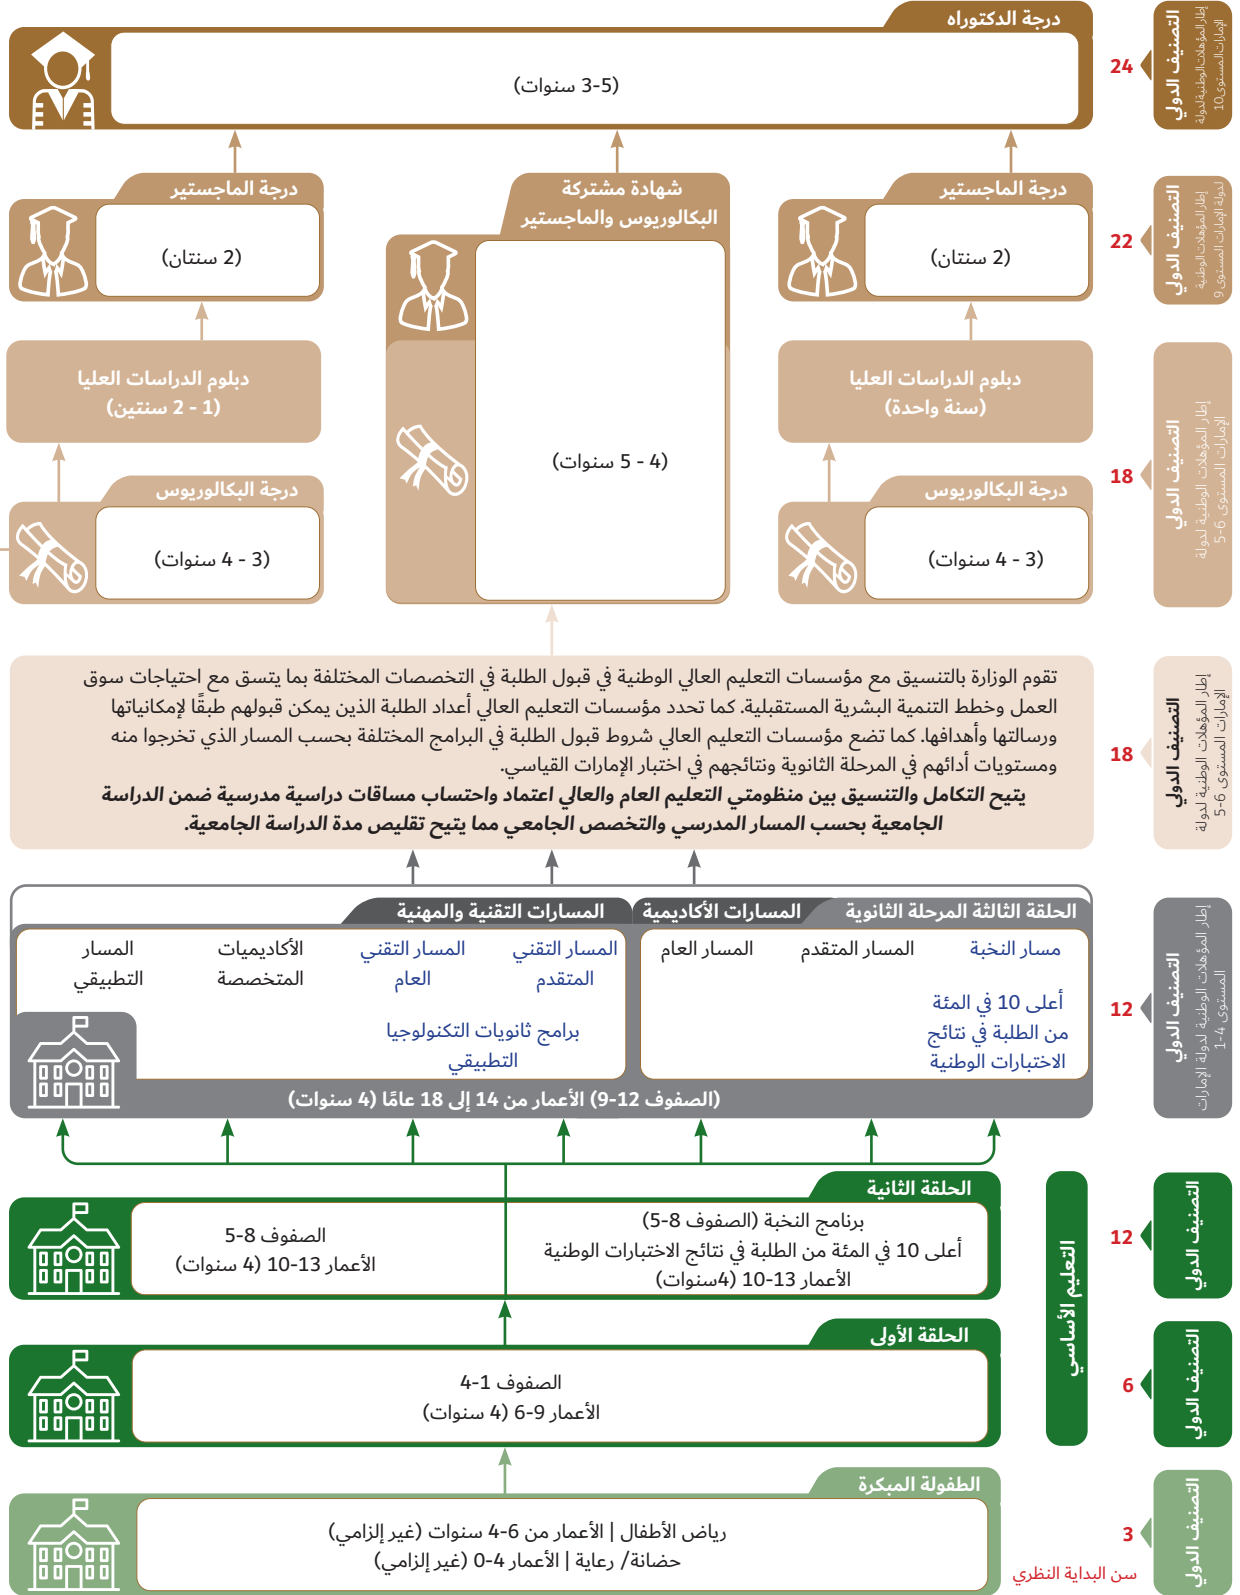 درجة الدكتوراه
(3-5 سنوات)
24
التصنيف الدولي
إطار المؤهلات الوطنية لدولة
الإمارات المستوى 10
درجة الماجستير
(2 سنتان)
شهادة مشتركة
البكالوريوس والماجستير
(4 - 5 سنوات)
درجة الماجستير
(2 سنتان)
22
التصنيف الدولي
إطار المؤهلات الوطنية
لدولة الإمارات المستوى 9
دبلوم الدراسات العليا
(سنة واحدة)
دبلوم الدراسات العليا
(1 - 2 سنتين)
درجة البكالوريوس
(3 - 4 سنوات)
درجة البكالوريوس
(3 - 4 سنوات)
18
التصنيف الدولي
إطار المؤهلات الوطنية لدولة
الإمارات المستوى 6-5
تقوم الوزارة بالتنسيق مع مؤسسات التعليم العالي الوطنية في قبول الطلبة في التخصصات المختلفة بما يتسق مع احتياجات سوق
العمل وخطط التنمية البشرية المستقبلية. كما تحدد مؤسسات التعليم العالي أعداد الطلبة الذين يمكن قبولهم طبقًا لإمكانياتها
ورسالتها وأهدافها. كما تضع مؤسسات التعليم العالي شروط قبول الطلبة في البرامج المختلفة بحسب المسار الذي تخرجوا منه
ومستويات أدائهم في المرحلة الثانوية ونتائجهم في اختبار الإمارات القياسي.
يتيح التكامل والتنسيق بين منظومتي التعليم العام والعالي اعتماد واحتساب مساقات دراسية مدرسية ضمن الدراسة
الجامعية بحسب المسار المدرسي والتخصص الجامعي مما يتيح تقليص مدة الدراسة الجامعية.
18
التصنيف الدولي
إطار المؤهلات الوطنية لدولة
الإمارات المستوى 6-5
الحلقة الثالثة المرحلة الثانوية
المسارات الأكاديمية
المسارات التقنية والمهنية
مسار النخبة
أعلى 10 في المئة
من الطلبة في نتائج
الاختبارات الوطنية
المسار المتقدم
المسار العام
المسار التقني
المتقدم
المسار التقني
العام
برامج ثانويات التكنولوجيا
التطبيقي
الأكاديميات
المتخصصة
المسار
التطبيقي
(الصفوف 12-9) الأعمار من 14 إلى 18 عامًا (4 سنوات)
12
التصنيف الدولي
إطار المؤهلات الوطنية لدولة الإمارات
المستوى 4-1
الحلقة الثانية
برنامج النخبة (الصفوف 8-5)
أعلى 10 في المئة من الطلبة في نتائج الاختبارات الوطنية
الأعمار 13-10 (4سنوات)
الصفوف 8-5
الأعمار 13-10 (4 سنوات)
12
التصنيف الدولي
التعليم الأساسي
الحلقة الأولى
الصفوف 1-4
الأعمار 9-6 (4 سنوات)
6
التصنيف الدولي
الطفولة المبكرة
رياض الأطفال | الأعمار من 6-4 سنوات (غير إلزامي)
حضانة/ رعاية | الأعمار 4-0 (غير إلزامي)
3
سن البداية النظري
التصنيف الدولي